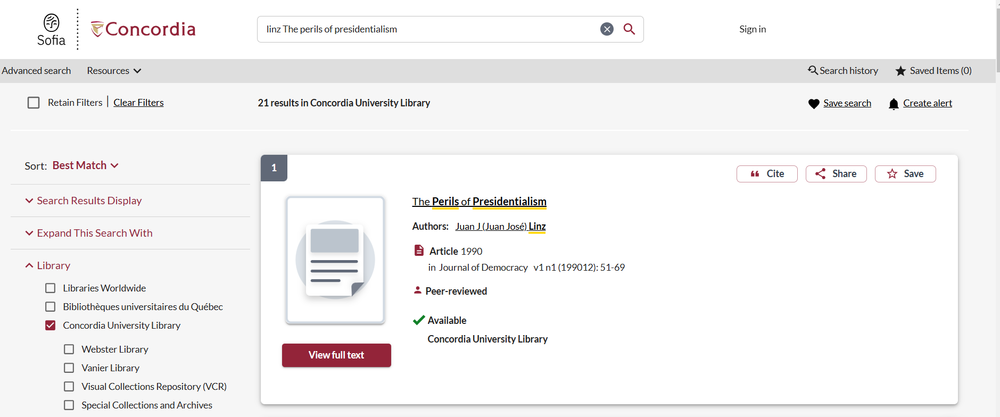 Sofia
Concordia
linz The perils of presidentialism
Sign in
Advanced search
Resources
Search history
Saved Items (0)
Retain Filters | Clear Filters
21 results in Concordia University Library
Save search
Create alert
Sort: Best Match
Search Results Display
Expand This Search With
Library
Libraries Worldwide
Bibliothèques universitaires du Québec
Concordia University Library
Webster Library
Vanier Library
Visual Collections Repository (VCR)
Special Collections and Archives
1
Cite
Share
Save
The Perils of Presidentialism
Authors: Juan J (Juan José) Linz
Article 1990
in Journal of Democracy v1 n1 (199012): 51-69
Peer-reviewed
Available
Concordia University Library
View full text